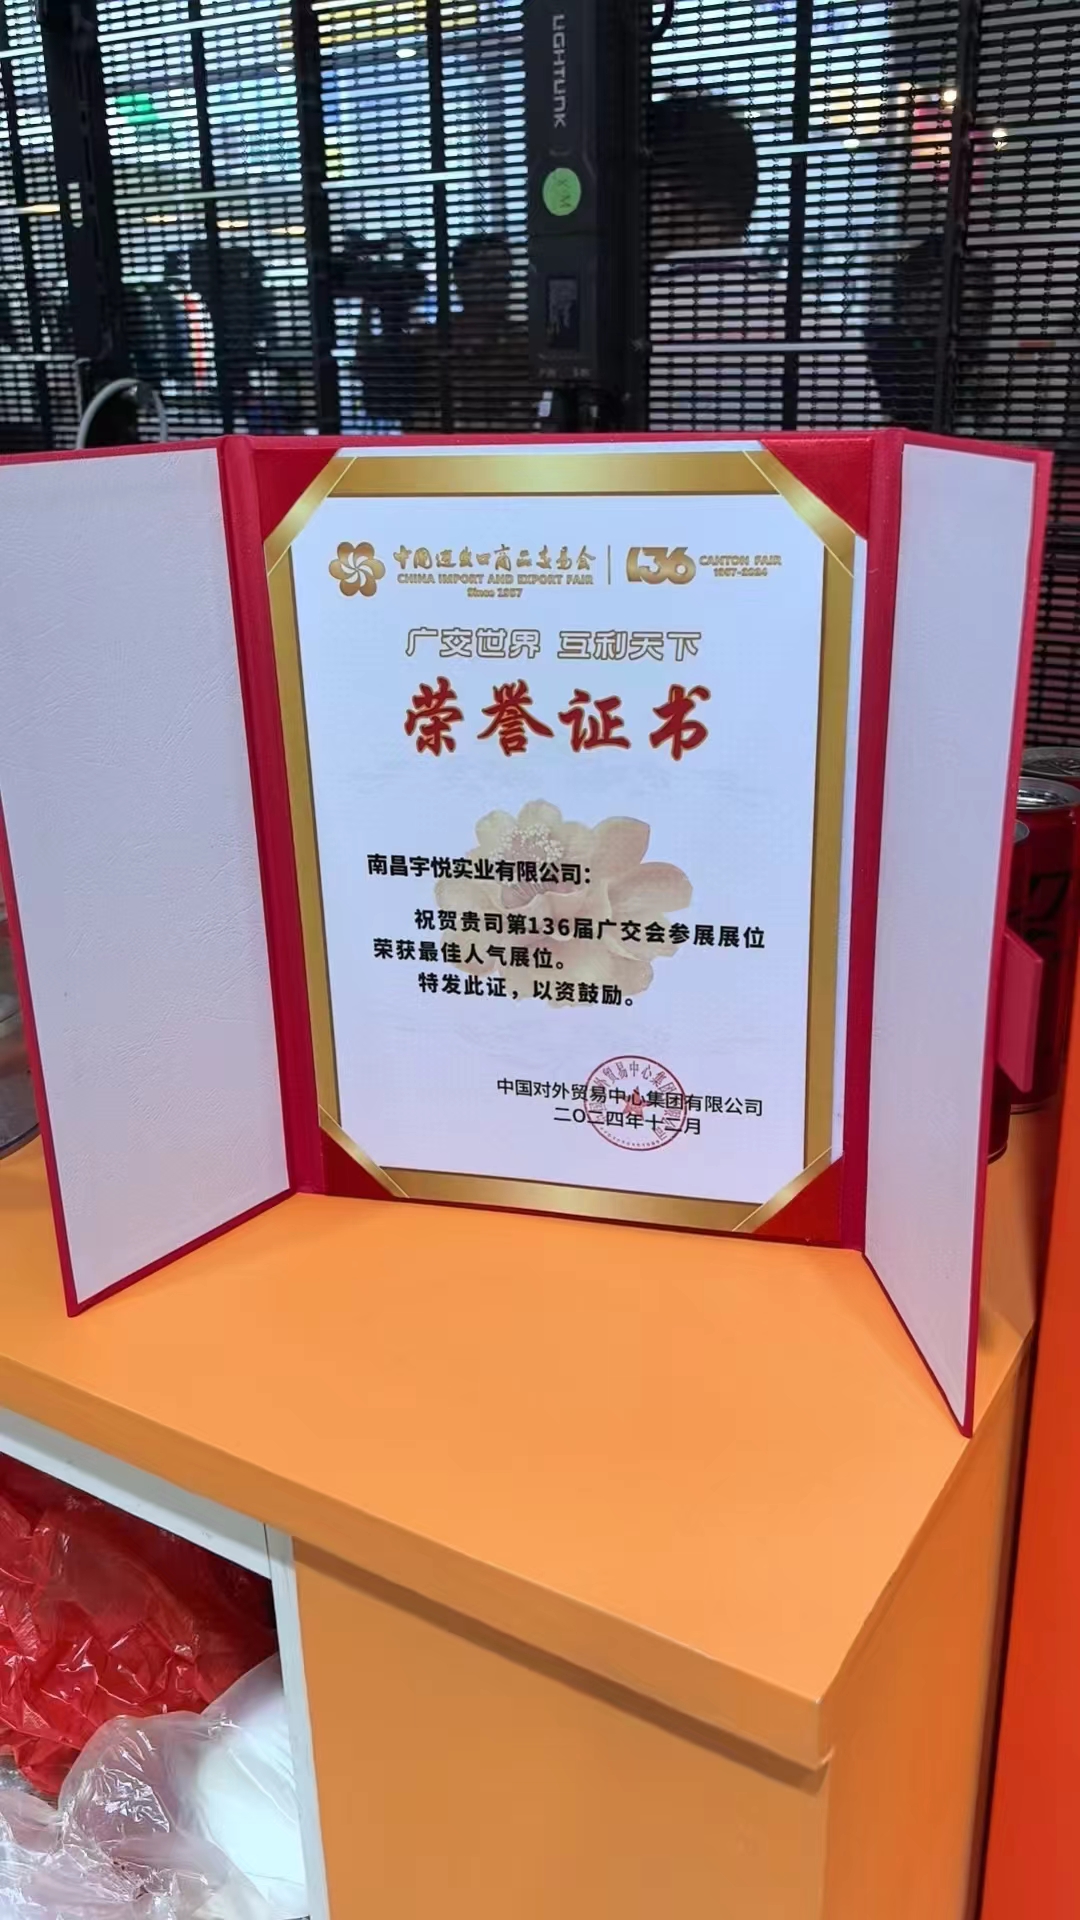 LIGHTLINK
XM
中国进出口商品交易会
CHINA IMPORT AND EXPORT FAIR
Since 1957
136
CANTON FAIR
1957-2024
广交世界 互利天下
荣誉证书
南昌宇悦实业有限公司：
祝贺贵司第136届广交会参展展位
荣获最佳人气展位。
特发此证，以资鼓励。
中国对外贸易中心集团有限公司
二〇二四年十二月